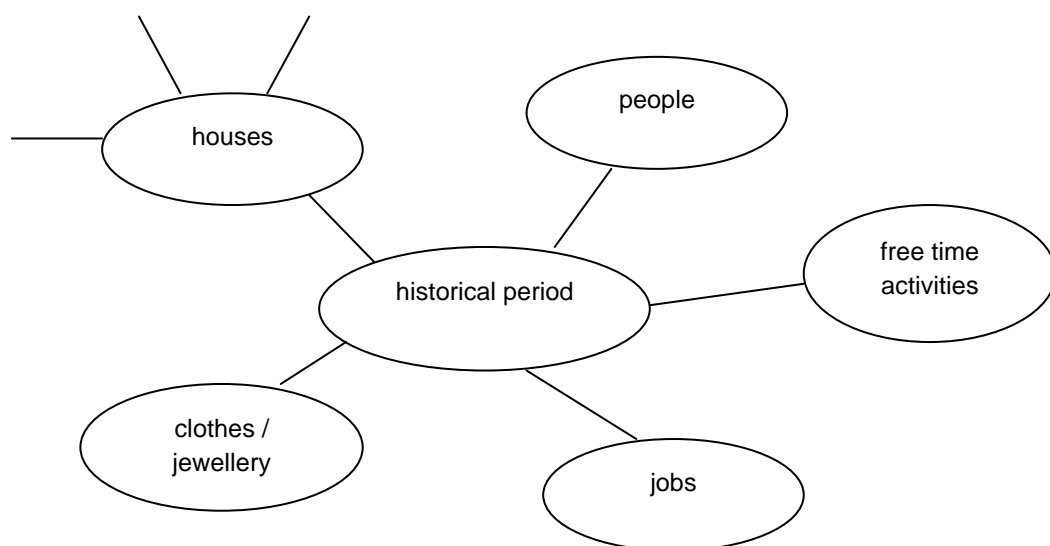 people
houses
free time
activities
historical period
clothes /
jewellery
jobs